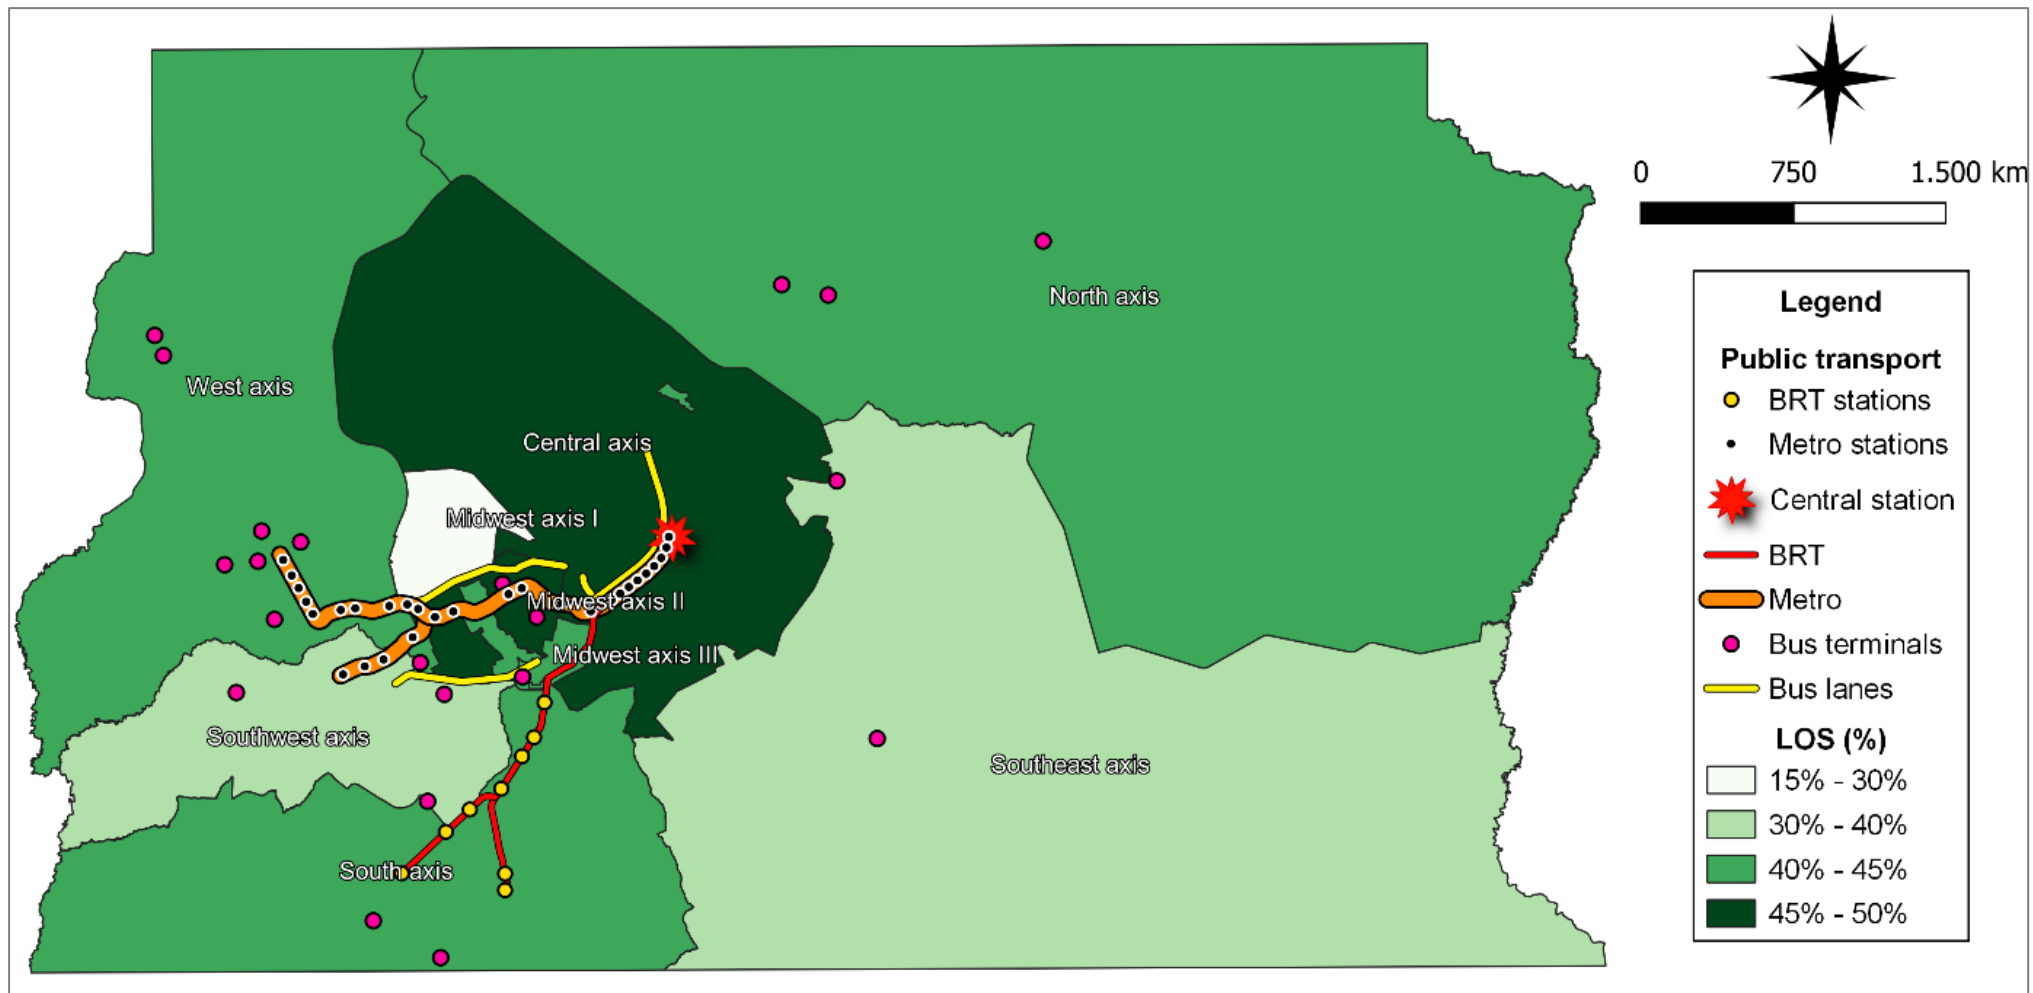 0 750 1.500 km
North axis
West axis
Central axis
Midwest axis I
Midwest axis II
Midwest axis III
Southwest axis
Southeast axis
South axis
Legend
Public transport
BRT stations
Metro stations
Central station
BRT
Metro
Bus terminals
Bus lanes
LOS (%)
15% - 30%
30% - 40%
40% - 45%
45% - 50%